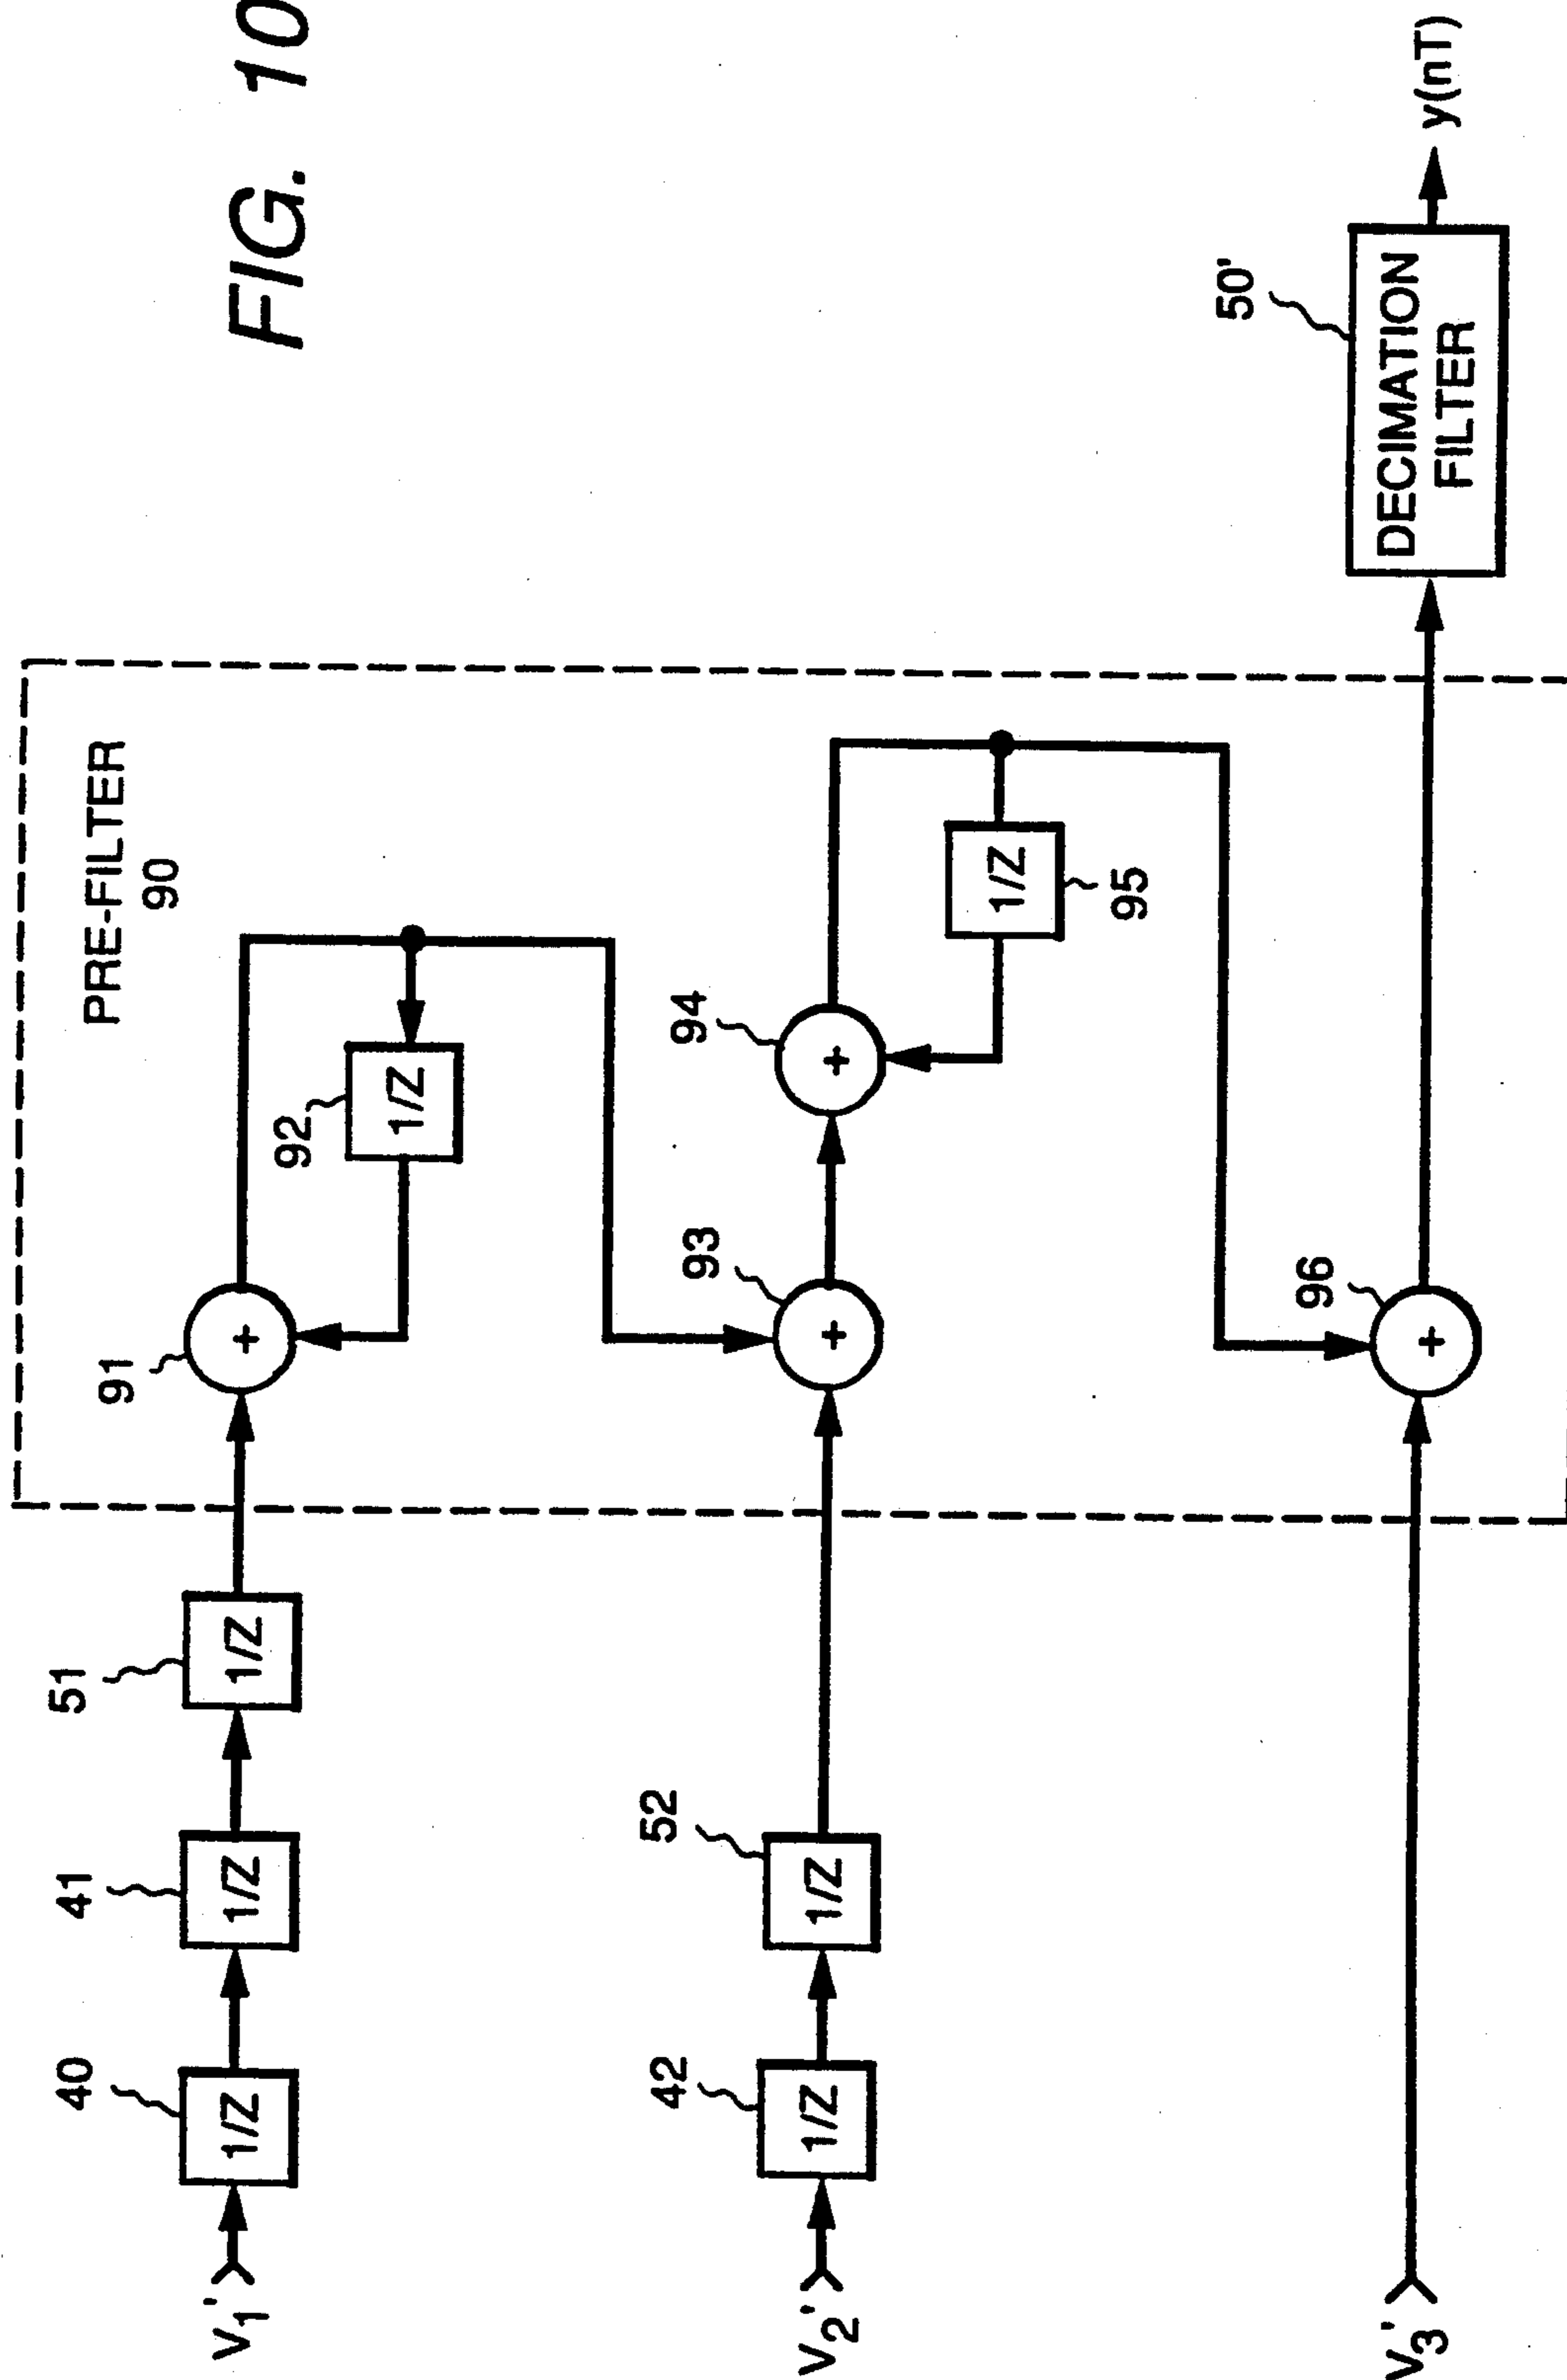 FIG. 10
PRE-FILTER
90
40
41
51
91
V1'
1/Z
1/Z
1/Z
+
92
1/Z
42
52
93
94
V2'
1/Z
1/Z
+
+
1/Z
95
96
50'
V3'
+
DECIMATION
FILTER
y(nT)